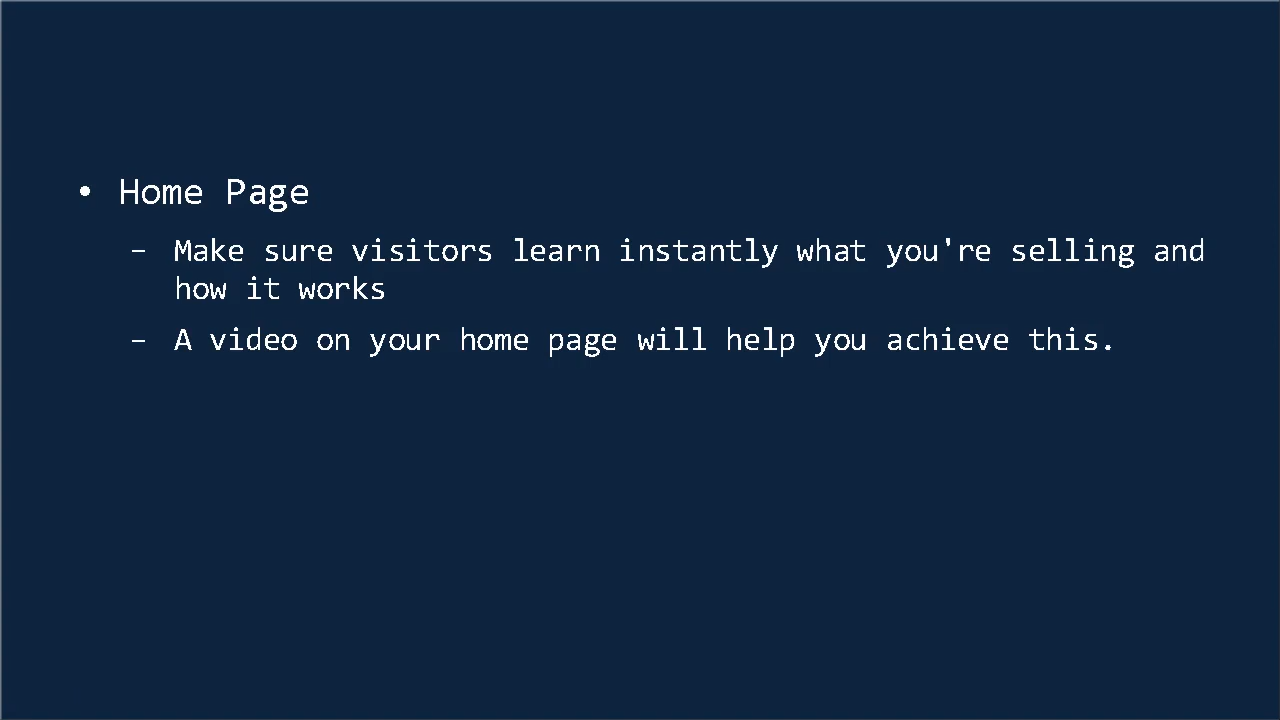 • Home Page
– Make sure visitors learn instantly what you're selling and
how it works
– A video on your home page will help you achieve this.